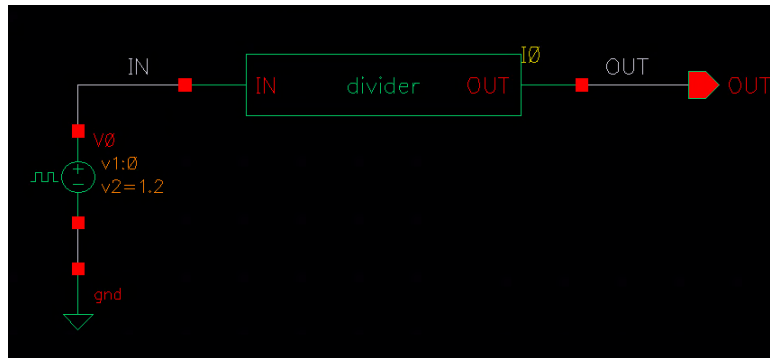 IN
IN divider OUT
I0
OUT
OUT
V0
v1:0
v2=1.2
gnd